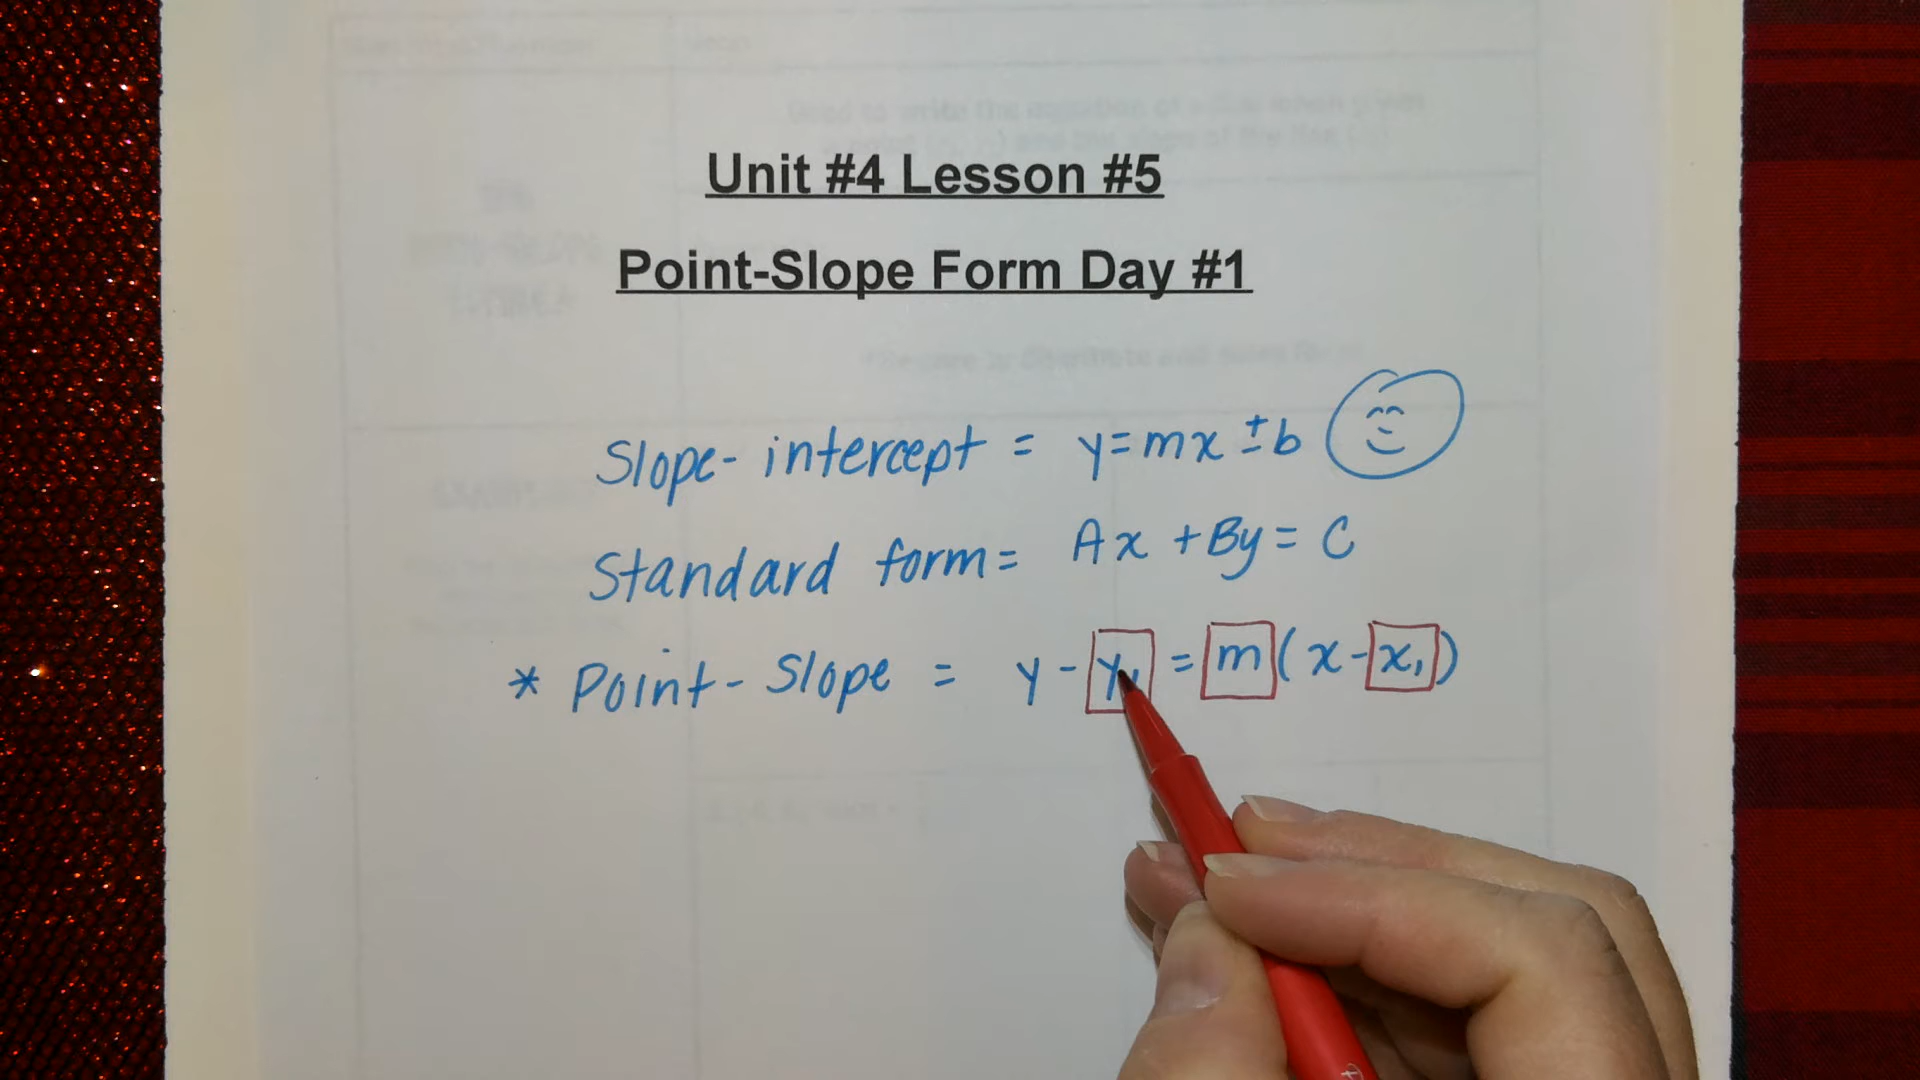 Unit #4 Lesson #5
Point-Slope Form Day #1
Slope-intercept = y=mx ±b
Standard form= Ax +By= C
* Point-Slope = y-y₁ = m(x-x₁)